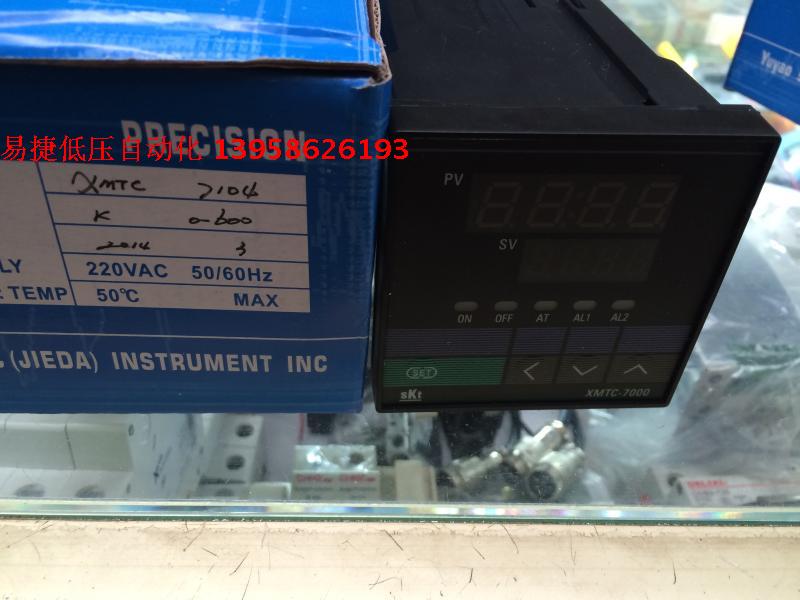 PRECISION
易捷低压自动化 13958626193
XMTC 7104
K 0-600
2014 3
LY 220VAC 50/60Hz
TEMP 50℃ MAX
(JIEDA) INSTRUMENT INC
Yuyao
PV
SV
ON OFF AT AL1 AL2
SET
sKt XMTC-7000